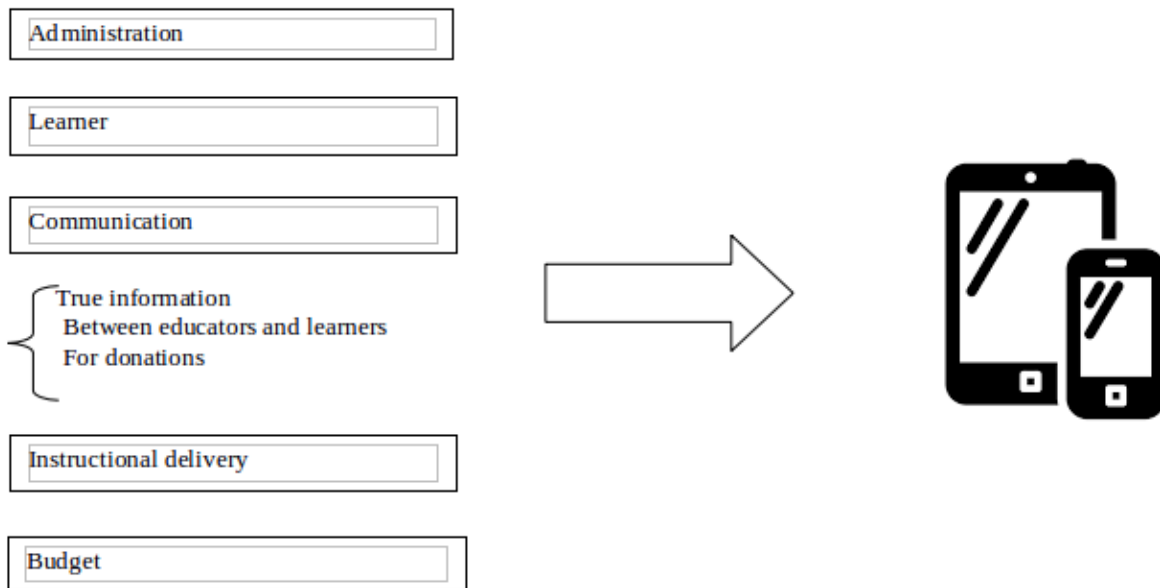 Administration
Learner
Communication
True information
Between educators and learners
For donations
Instructional delivery
Budget